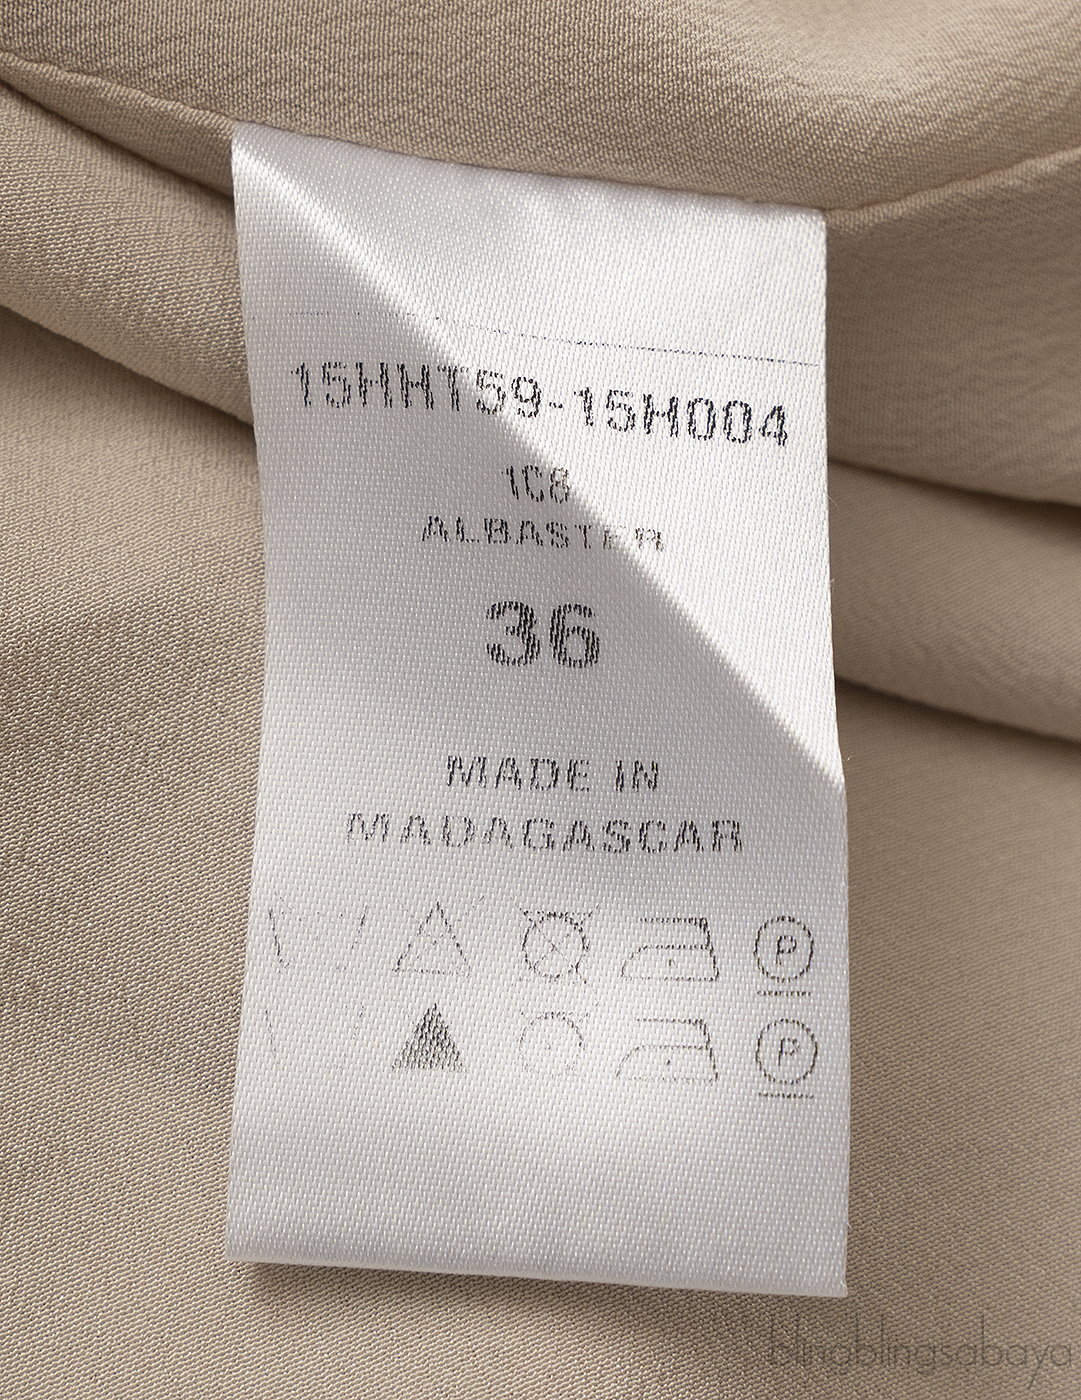 15HHT59-15H004
1C8
ALBASTER
36
MADE IN
MADAGASCAR
P
P
blingblingsabaya